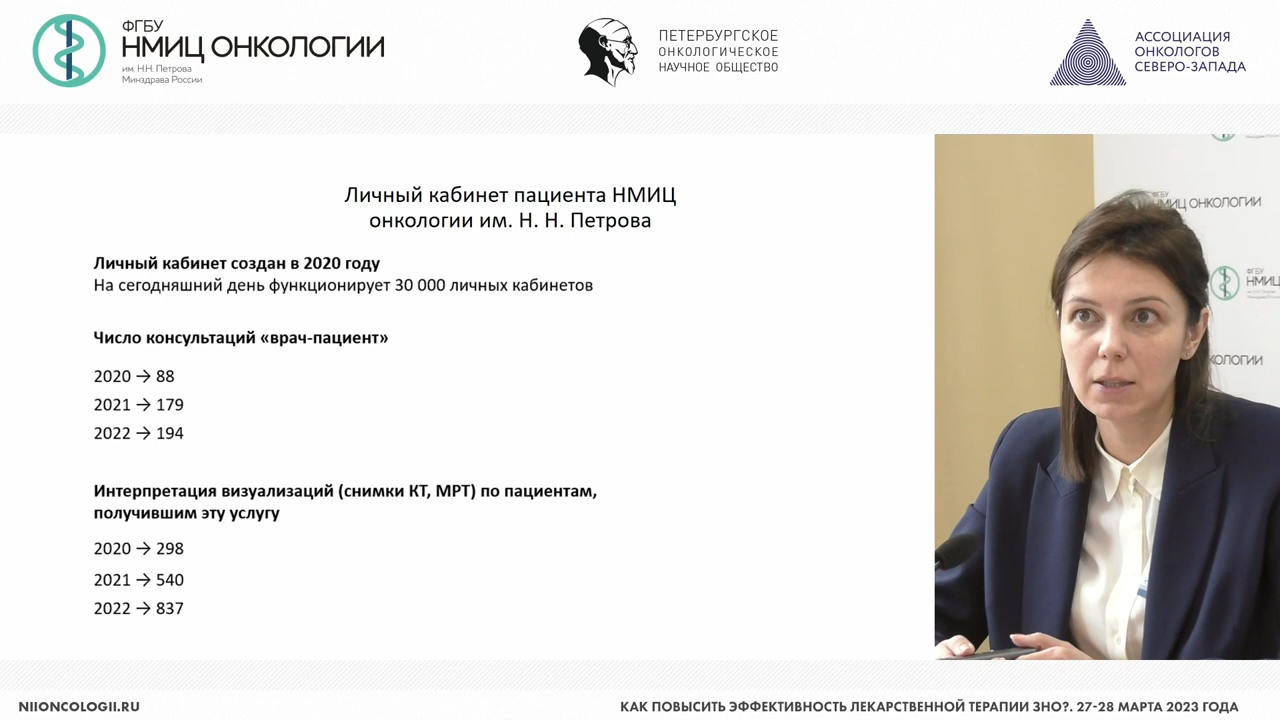 ФГБУ
НМИЦ ОНКОЛОГИИ
им. Н.Н. Петрова
Минздрава России
ПЕТЕРБУРГСКОЕ
ОНКОЛОГИЧЕСКОЕ
НАУЧНОЕ ОБЩЕСТВО
АССОЦИАЦИЯ
ОНКОЛОГОВ
СЕВЕРО-ЗАПАДА
Личный кабинет пациента НМИЦ
онкологии им. Н. Н. Петрова
Личный кабинет создан в 2020 году
На сегодняшний день функционирует 30 000 личных кабинетов
Число консультаций «врач-пациент»
2020 → 88
2021 → 179
2022 → 194
Интерпретация визуализаций (снимки КТ, МРТ) по пациентам,
получившим эту услугу
2020 → 298
2021 → 540
2022 → 837
ФГБУ
НМИЦ ОНКОЛОГИИ
ФГБУ
НМИЦ
ОНКОЛОГИИ
NIIONCOLOGII.RU
КАК ПОВЫСИТЬ ЭФФЕКТИВНОСТЬ ЛЕКАРСТВЕННОЙ ТЕРАПИИ ЗНО?. 27-28 МАРТА 2023 ГОДА